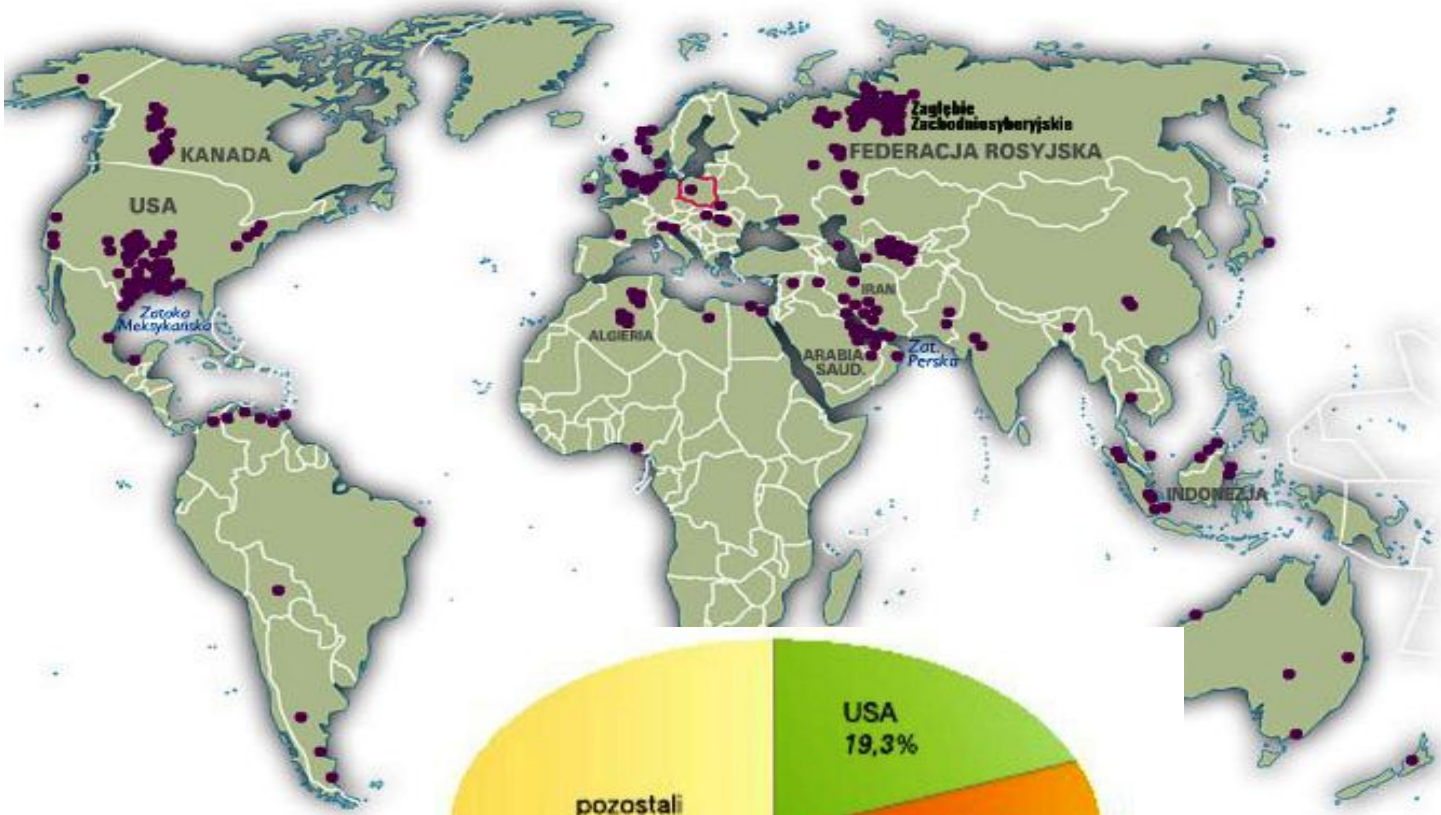 Zagłębie
Zachodniosyberyjskie
KANADA
FEDERACJA ROSYJSKA
USA
Zatoka
Meksykańska
ALGIERIA
IRAN
ARABIA
SAUD.
Zat.
Perska
INDONEZJA
USA
19,3%
pozostali